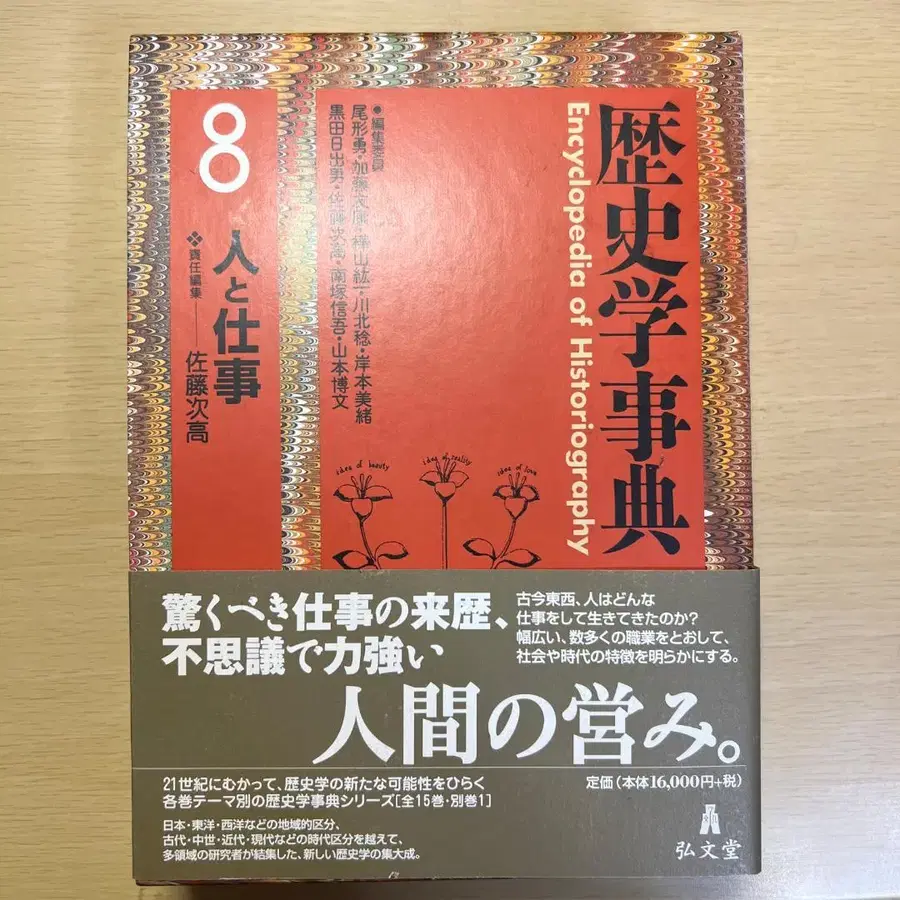 歴史学事典
Encyclopedia of Historiography
●編集委員
尾形勇・加藤友康・樺山紘一・川北稔・岸本美緒
黒田日出男・佐藤次高・南塚信吾・山本博文
8
人と仕事
❖責任編集――佐藤次高
idea of beauty
idea of reality
idea of love
驚くべき仕事の来歴、
不思議で力強い
人間の営み。
古今東西、人はどんな
仕事をして生きてきたのか?
幅広い、数多くの職業をとおして、
社会や時代の特徴を明らかにする。
21世紀にむかって、歴史学の新たな可能性をひらく
各巻テーマ別の歴史学事典シリーズ[全15巻・別巻1]
日本・東洋・西洋などの地域的区分、
古代・中世・近代・現代などの時代区分を越えて、
多領域の研究者が結集した、新しい歴史学の集大成。
定価(本体16,000円+税)
弘文堂